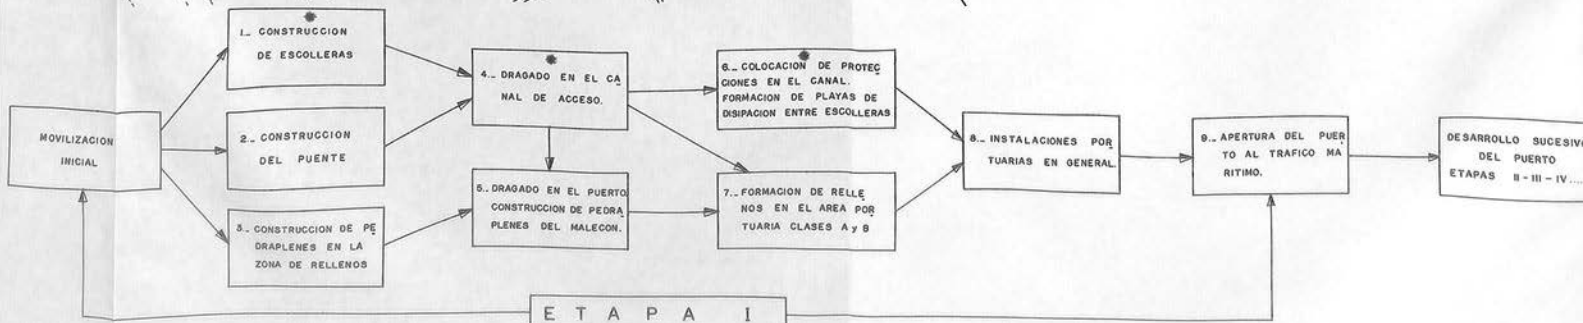 MOVILIZACION
INICIAL
1._ CONSTRUCCION
DE ESCOLLERAS
2._ CONSTRUCCION
DEL PUENTE
3._ CONSTRUCCION DE PE
DRAPLENES EN LA
ZONA DE RELLENOS
4._ DRAGADO EN EL CA
NAL DE ACCESO.
5._ DRAGADO EN EL PUERTO
CONSTRUCCION DE PEDRA
PLENES DEL MALECON.
6._ COLOCACION DE PROTEC
CIONES EN EL CANAL.
FORMACION DE PLAYAS DE
DISIPACION ENTRE ESCOLLERAS
7._ FORMACION DE RELLE
NOS EN EL AREA POR
TUARIA CLASES A y B
8._ INSTALACIONES POR
TUARIAS EN GENERAL.
9._ APERTURA DEL PUER
TO AL TRAFICO MA
RITIMO.
DESARROLLO SUCESIVO
DEL PUERTO
ETAPAS II - III - IV ....
ETAPA I